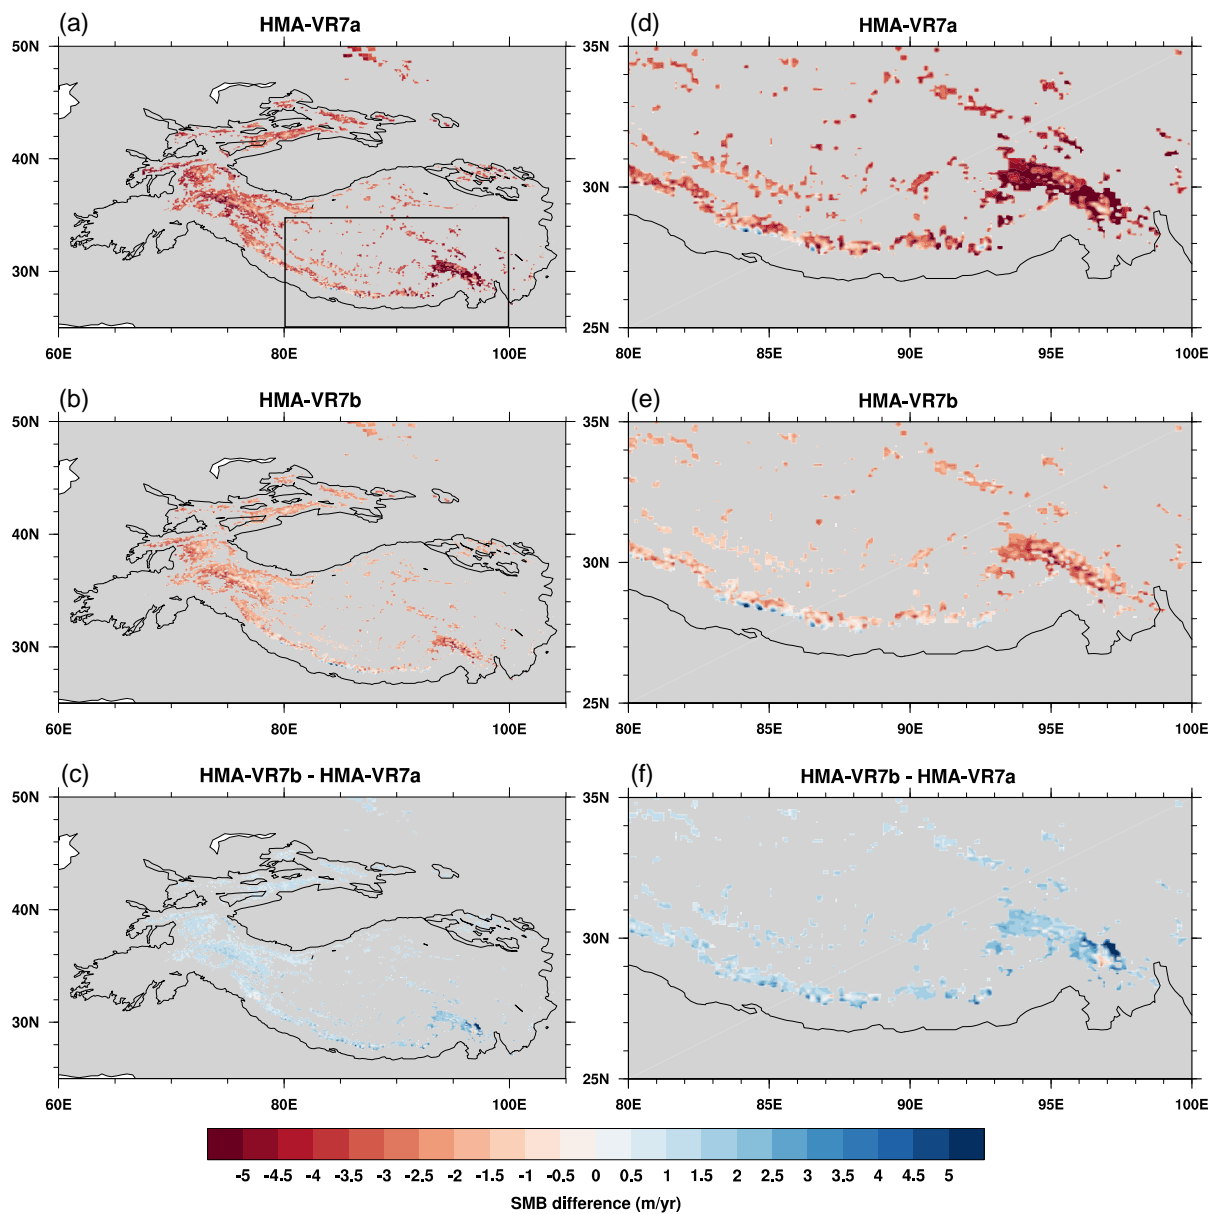 (a) HMA-VR7a
50N
40N
30N
60E 80E 100E
(d) HMA-VR7a
35N
30N
25N
80E 85E 90E 95E 100E
(b) HMA-VR7b
50N
40N
30N
60E 80E 100E
(e) HMA-VR7b
35N
30N
25N
80E 85E 90E 95E 100E
(c) HMA-VR7b - HMA-VR7a
50N
40N
30N
60E 80E 100E
(f) HMA-VR7b - HMA-VR7a
35N
30N
25N
80E 85E 90E 95E 100E
-5 -4.5 -4 -3.5 -3 -2.5 -2 -1.5 -1 -0.5 0 0.5 1 1.5 2 2.5 3 3.5 4 4.5 5
SMB difference (m/yr)